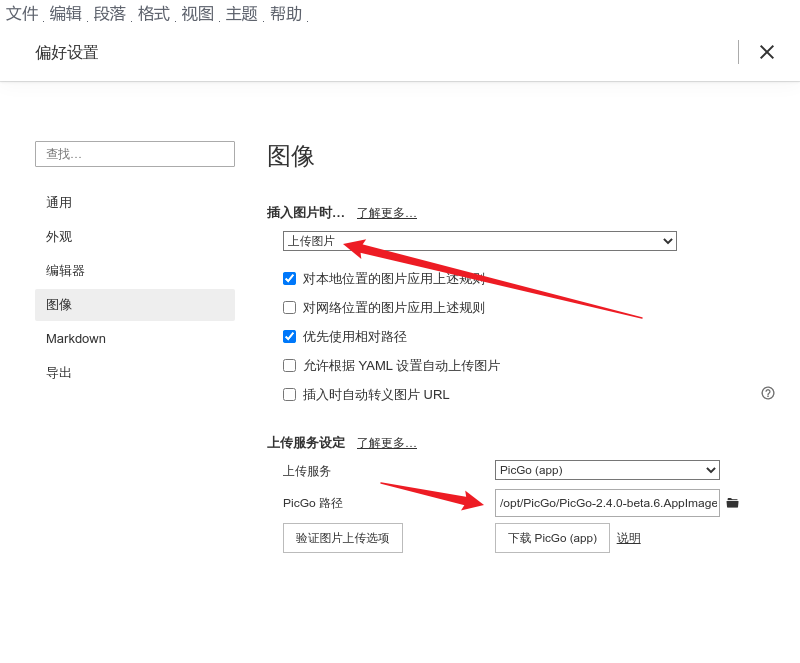 文件 编辑 段落 格式 视图 主题 帮助
偏好设置
查找…
通用
外观
编辑器
图像
Markdown
导出
图像
插入图片时… 了解更多…
上传图片
对本地位置的图片应用上述规则
对网络位置的图片应用上述规则
优先使用相对路径
允许根据 YAML 设置自动上传图片
插入时自动转义图片 URL
上传服务设定 了解更多…
上传服务 PicGo (app)
PicGo 路径 /opt/PicGo/PicGo-2.4.0-beta.6.AppImage
验证图片上传选项 下载 PicGo (app) 说明